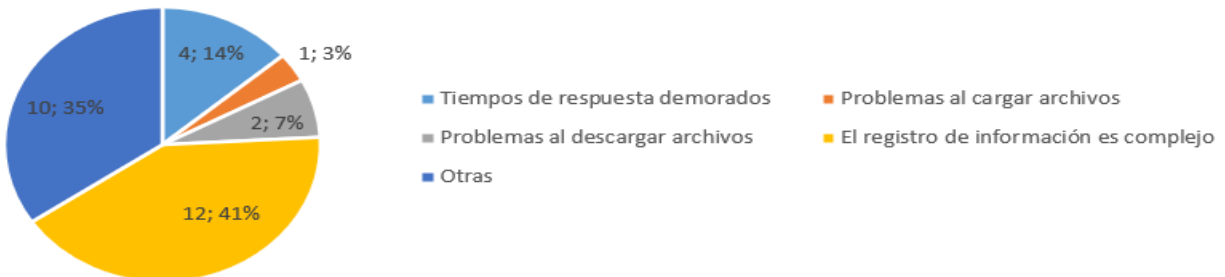 4; 14%
1; 3%
10; 35%
2; 7%
12; 41%
Tiempos de respuesta demorados
Problemas al cargar archivos
Problemas al descargar archivos
El registro de información es complejo
Otras